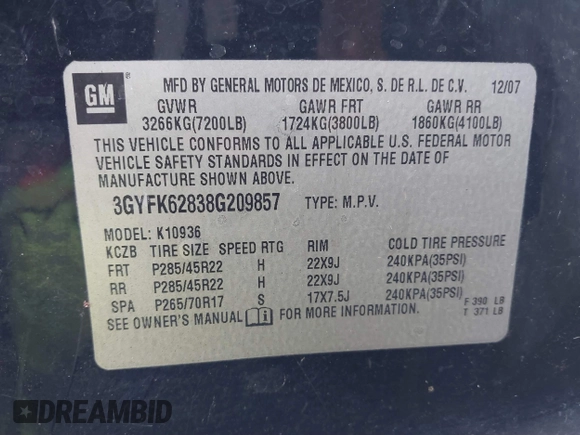 GM ®
MFD BY GENERAL MOTORS DE MEXICO, S. DE R.L. DE C.V. 12/07
GVWR GAWR FRT GAWR RR
3266KG(7200LB) 1724KG(3800LB) 1860KG(4100LB)
THIS VEHICLE CONFORMS TO ALL APPLICABLE U.S. FEDERAL MOTOR
VEHICLE SAFETY STANDARDS IN EFFECT ON THE DATE OF
MANUFACTURE SHOWN ABOVE.
3GYFK62838G209857 TYPE: M.P.V.
MODEL: K10936
KCZB TIRE SIZE SPEED RTG RIM COLD TIRE PRESSURE
FRT P285/45R22 H 22X9J 240KPA(35PSI)
RR P285/45R22 H 22X9J 240KPA(35PSI)
SPA P265/70R17 S 17X7.5J 240KPA(35PSI)
F 390 LB
SEE OWNER'S MANUAL FOR MORE INFORMATION. T 371 LB
DREAMBID